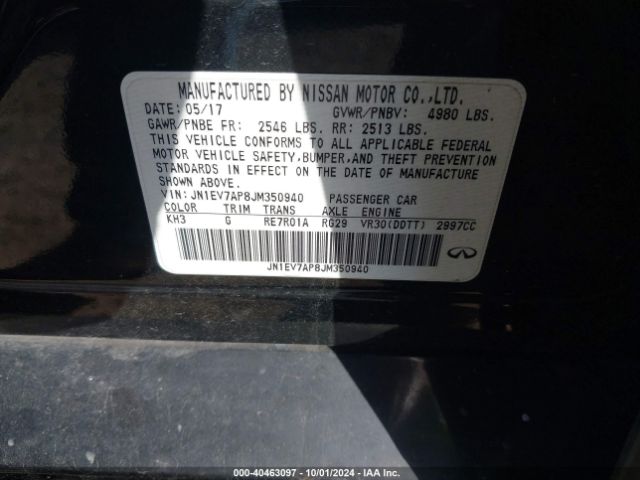 MANUFACTURED BY NISSAN MOTOR CO.,LTD.
DATE: 05/17 GVWR/PNBV: 4980 LBS.
GAWR/PNBE FR: 2546 LBS. RR: 2513 LBS.
THIS VEHICLE CONFORMS TO ALL APPLICABLE FEDERAL
MOTOR VEHICLE SAFETY,BUMPER,AND THEFT PREVENTION
STANDARDS IN EFFECT ON THE DATE OF MANUFACTURE
SHOWN ABOVE.
VIN: JN1EV7AP8JM350940 PASSENGER CAR
COLOR TRIM TRANS AXLE ENGINE
KH3 G RE7R01A RG29 VR30(DDTT) 2997CC
JN1EV7AP8JM350940
000-40463097 - 10/01/2024 - IAA Inc.